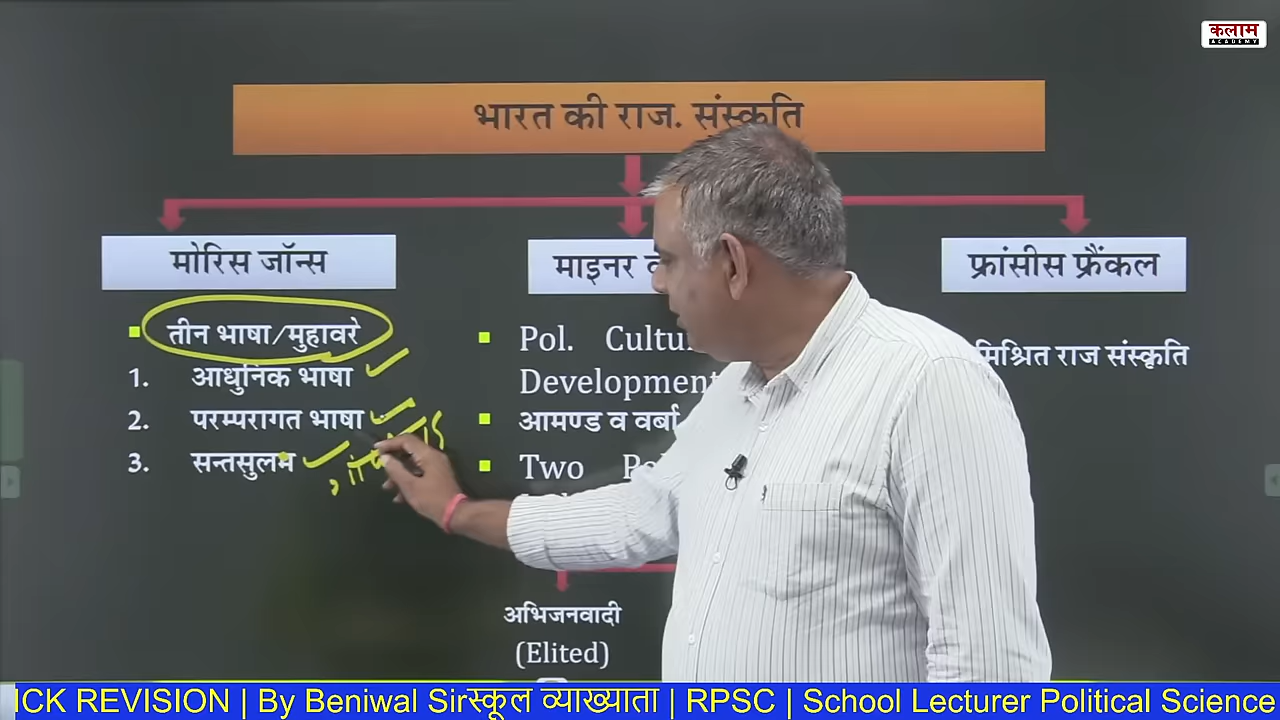 कलाम
ACADEMY
भारत की राज. संस्कृति
मोरिस जॉन्स
माइनर
फ्रांसीस फ्रैंकल
तीन भाषा/मुहावरे
1. आधुनिक भाषा
2. परम्परागत भाषा
3. सन्तसुलभ
Pol.
Development
आमण्ड व वर्बा
Two
मिश्रित राज संस्कृति
अभिजनवादी
(Elited)
ICK REVISION | By Beniwal Sirस्कूल व्याख्याता | RPSC | School Lecturer Political Science